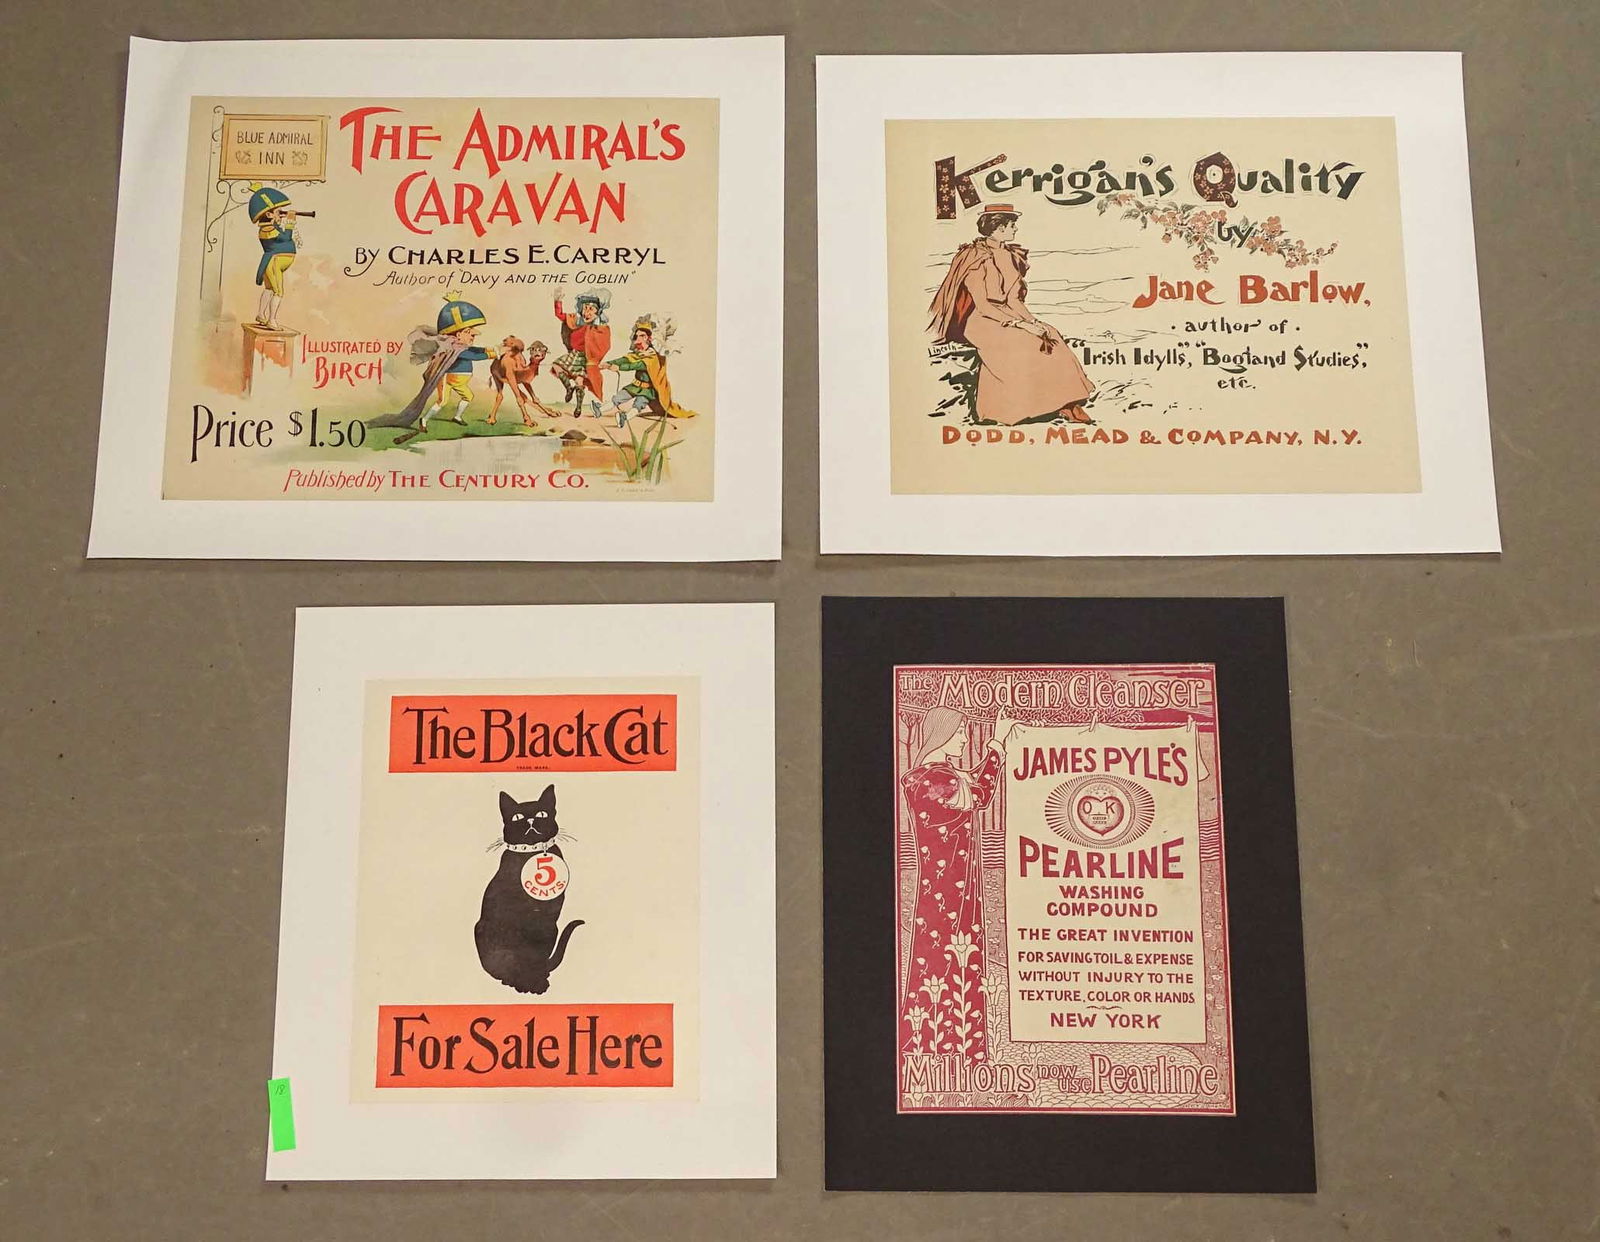 BLUE ADMIRAL
INN
THE ADMIRAL'S
CARAVAN
BY CHARLES E. CARRYL
Author of "DAVY AND THE GOBLIN"
ILLUSTRATED BY
BIRCH
Price $1.50
Published by THE CENTURY CO.
Kerrigan's Quality
by
Jane Barlow,
· author of ·
"Irish Idylls," "Bogland Studies,"
etc.
DODD, MEAD & COMPANY, N.Y.
The Black Cat
TRADE MARK.
5
CENTS
For Sale Here
18
The Modern Cleanser
JAMES PYLE'S
O K
PEARLINE
WASHING
COMPOUND
THE GREAT INVENTION
FOR SAVING TOIL & EXPENSE
WITHOUT INJURY TO THE
TEXTURE, COLOR OR HANDS
NEW YORK
Millions now use Pearline